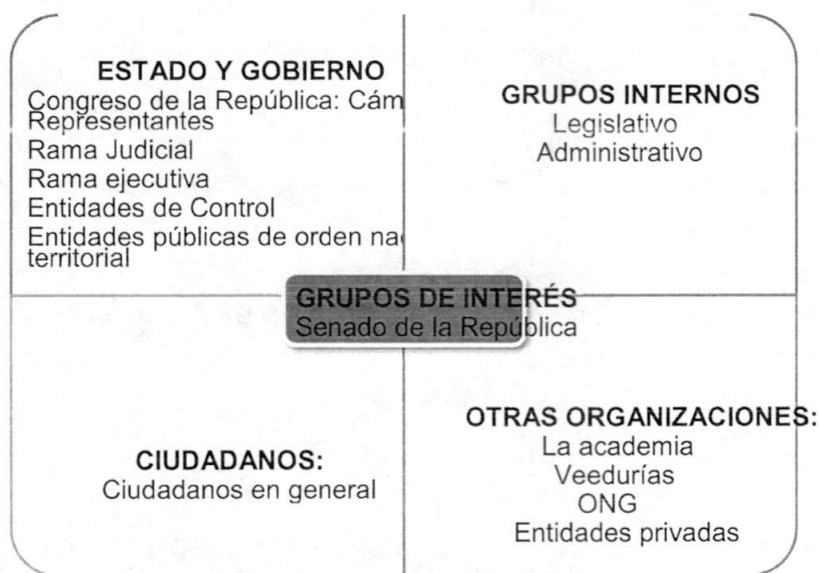 ESTADO Y GOBIERNO
Congreso de la República: Cám
Representantes
Rama Judicial
Rama ejecutiva
Entidades de Control
Entidades públicas de orden na
territorial
GRUPOS INTERNOS
Legislativo
Administrativo
GRUPOS DE INTERÉS
Senado de la República
CIUDADANOS:
Ciudadanos en general
OTRAS ORGANIZACIONES:
La academia
Veedurías
ONG
Entidades privadas